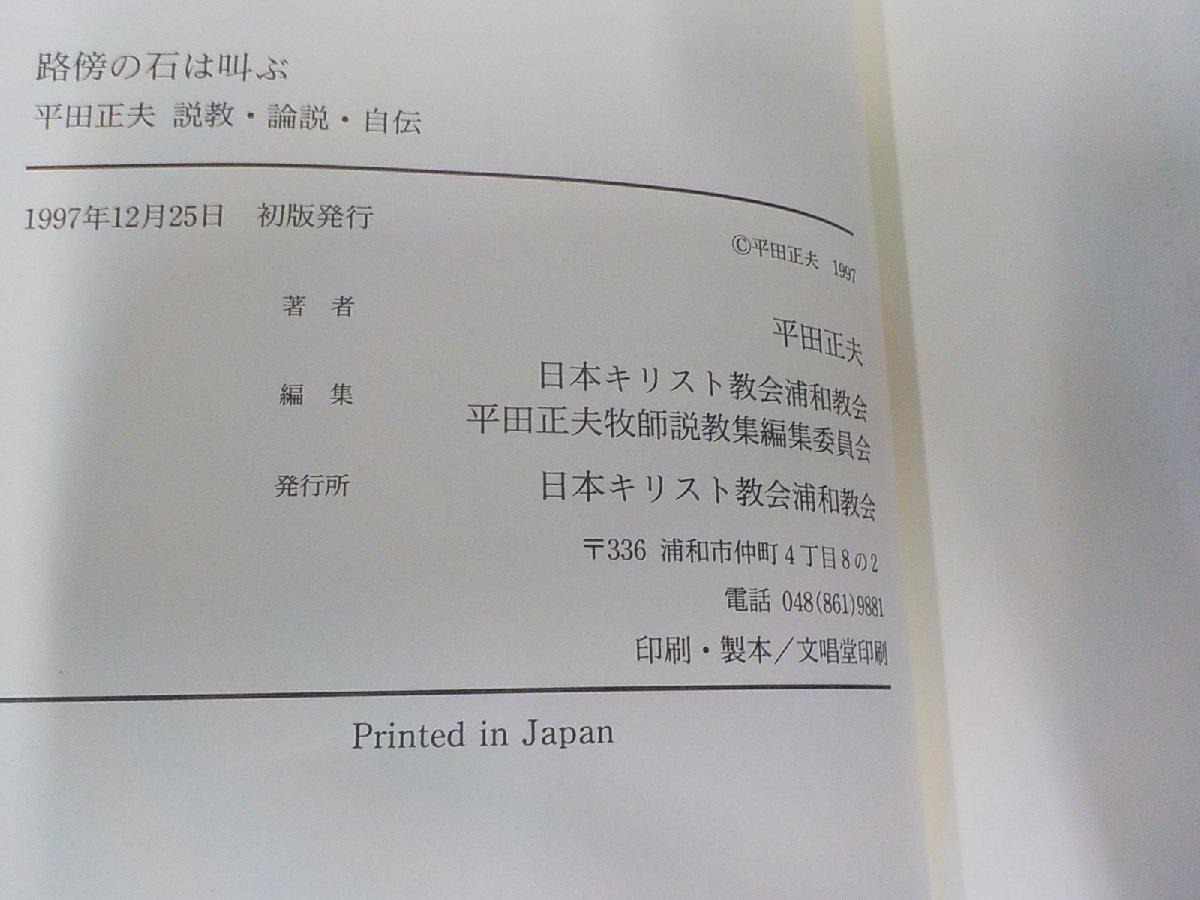 路傍の石は叫ぶ
平田正夫 説教・論説・自伝
1997年12月25日　初版発行
©平田正夫 1997
著者 平田正夫
編集 日本キリスト教会浦和教会
平田正夫牧師説教集編集委員会
発行所 日本キリスト教会浦和教会
〒336 浦和市仲町4丁目8の2
電話 048(861)9881
印刷・製本/文唱堂印刷
Printed in Japan